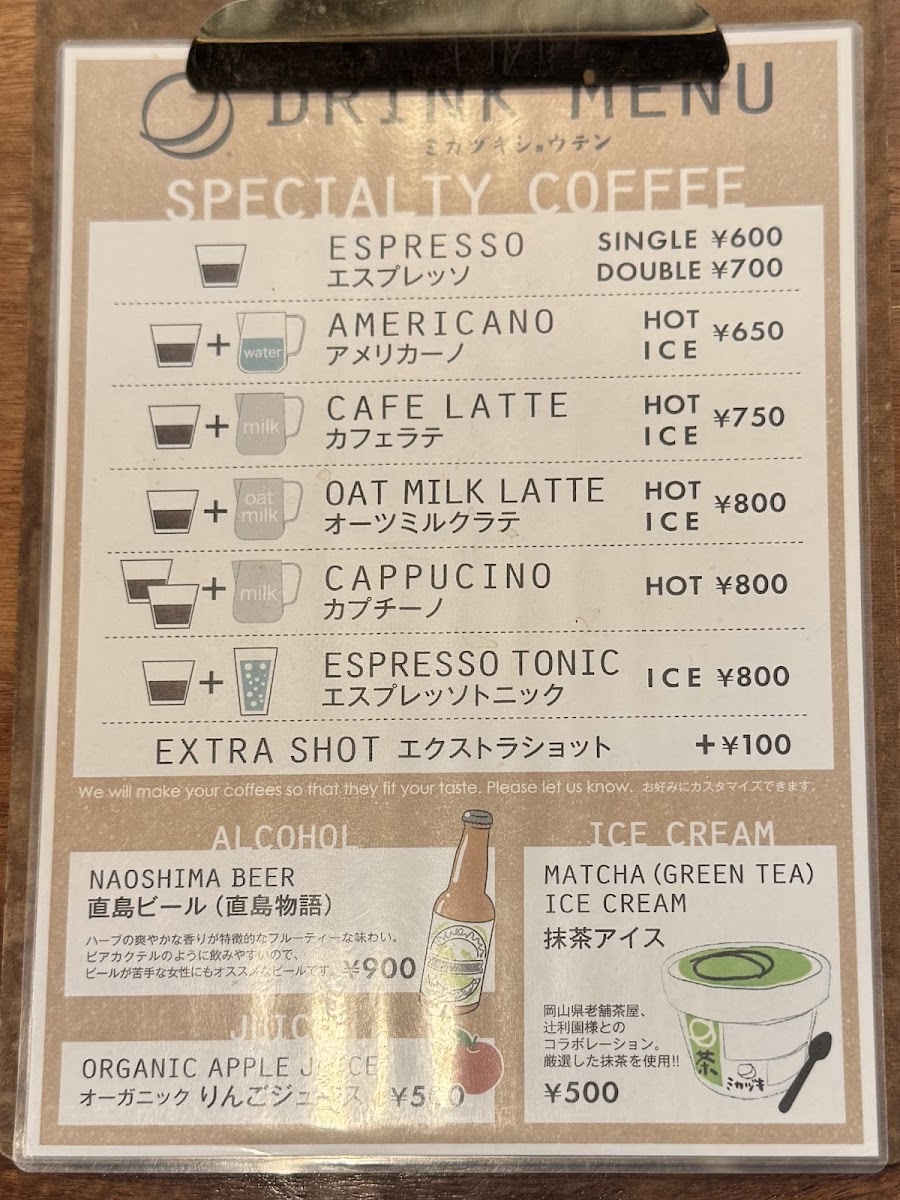 DRINK MENU
ミカヅキショウテン
SPECIALTY COFFEE
ESPRESSO
エスプレッソ
SINGLE ¥600
DOUBLE ¥700
water
AMERICANO
アメリカーノ
HOT
ICE
¥650
milk
CAFE LATTE
カフェラテ
HOT
ICE
¥750
oat
milk
OAT MILK LATTE
オーツミルクラテ
HOT
ICE
¥800
milk
CAPPUCINO
カプチーノ
HOT ¥800
ESPRESSO TONIC
エスプレッソトニック
ICE ¥800
EXTRA SHOT エクストラショット +¥100
We will make your coffees so that they fit your taste. Please let us know. お好みにカスタマイズできます。
ALCOHOL
NAOSHIMA BEER
直島ビール(直島物語)
ハーブの爽やかな香りが特徴的なフルーティーな味わい。
ビアカクテルのように飲みやすいので、
ビールが苦手な女性にもオススメなビールです。 ¥900
JUICE
ORGANIC APPLE JUICE
オーガニック りんごジュース ¥500
ICE CREAM
MATCHA (GREEN TEA)
ICE CREAM
抹茶アイス
岡山県老舗茶屋、
辻利園様との
コラボレーション。
厳選した抹茶を使用!!
¥500
茶
ミカヅキ